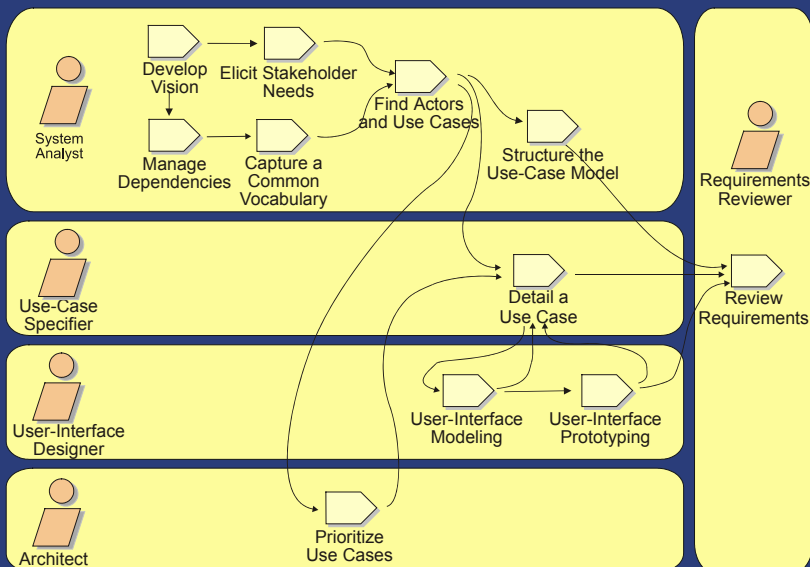 Develop
Vision
Elicit Stakeholder
Needs
Find Actors
and Use Cases
System
Analyst
Manage
Dependencies
Capture a
Common
Vocabulary
Structure the
Use-Case Model
Requirements
Reviewer
Use-Case
Specifier
Detail a
Use Case
Review
Requirements
User-Interface
Designer
User-Interface
Modeling
User-Interface
Prototyping
Architect
Prioritize
Use Cases